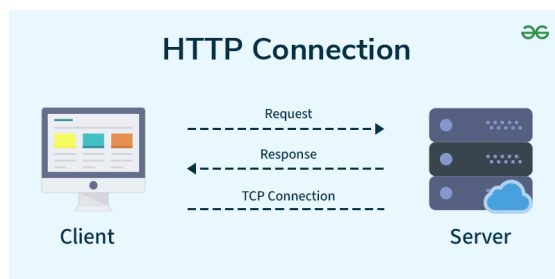 HTTP Connection
Request
Response
TCP Connection
Client
Server